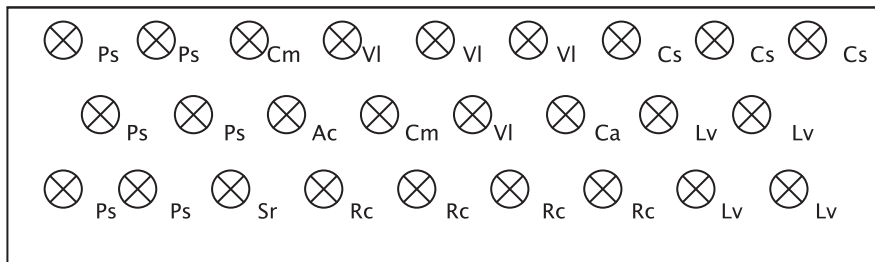 Ps Ps Cm Vl Vl Vl Cs Cs Cs
Ps Ps Ac Cm Vl Ca Lv Lv
Ps Ps Sr Rc Rc Rc Rc Lv Lv